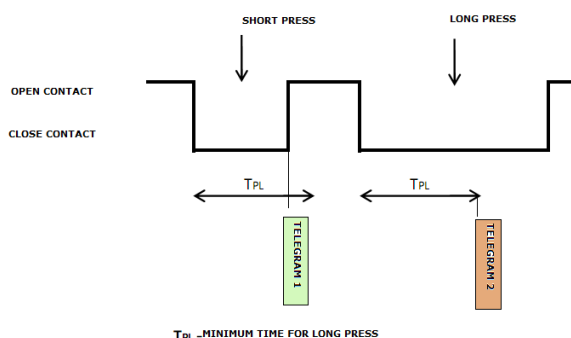 SHORT PRESS
LONG PRESS
OPEN CONTACT
CLOSE CONTACT
TPL
TPL
TELEGRAM 1
TELEGRAM 2
TPL -MINIMUM TIME FOR LONG PRESS